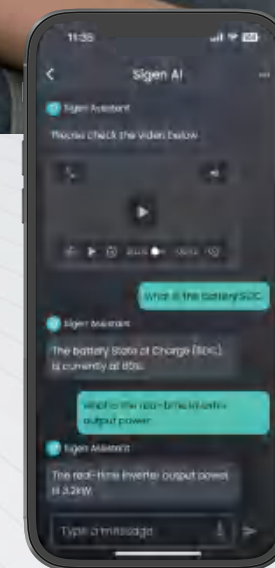 11:35
Sigen AI
Sigen Assistant
Please check the video below
What is the battery SOC
Sigen Assistant
The battery State of Charge (SOC)
is currently at 65%.
What is the real-time inverter
output power
Sigen Assistant
The real-time inverter output power
is 3.2kW
Type a message